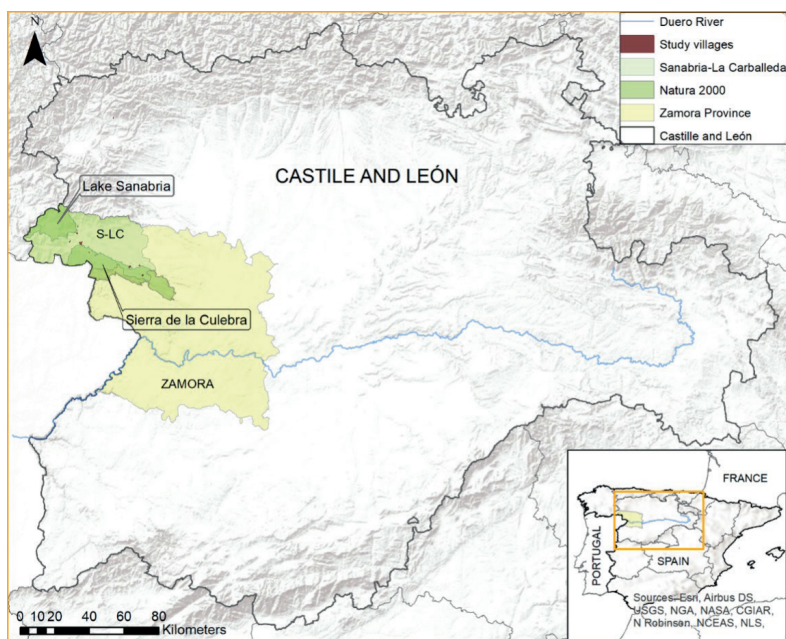 N
Duero River
Study villages
Sanabria-La Carballeda
Natura 2000
Zamora Province
Castille and León
CASTILE AND LEÓN
Lake Sanabria
S-LC
Sierra de la Culebra
ZAMORA
FRANCE
PORTUGAL
SPAIN
Sources: Esri, Airbus DS,
USGS, NGA, NASA, CGIAR,
N Robinson, NCEAS, NLS,
0 10 20 40 60 80
Kilometers